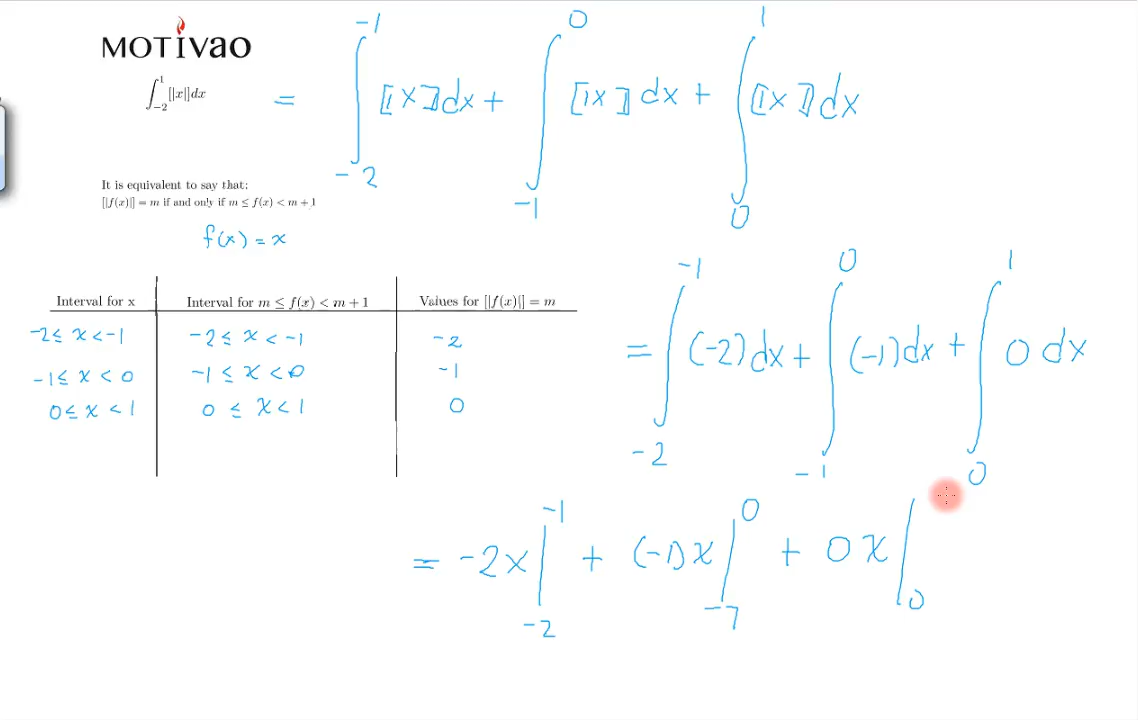 MOTIVAO
∫_{-2}^{1} [|x|]dx = ∫_{-2}^{-1} [|x|]dx + ∫_{-1}^{0} [|x|]dx + ∫_{0}^{1} [|x|]dx
It is equivalent to say that:
[|f(x)|] = m if and only if m ≤ f(x) < m + 1
f(x) = x
Interval for x Interval for m ≤ f(x) < m + 1 Values for [|f(x)|] = m
-2 ≤ x < -1 -2 ≤ x < -1 -2
-1 ≤ x < 0 -1 ≤ x < 0 -1
0 ≤ x < 1 0 ≤ x < 1 0
= ∫_{-2}^{-1} (-2)dx + ∫_{-1}^{0} (-1)dx + ∫_{0}^{1} 0 dx
= -2x |_{-2}^{-1} + (-1)x |_{-7}^{0} + 0x |_{0}